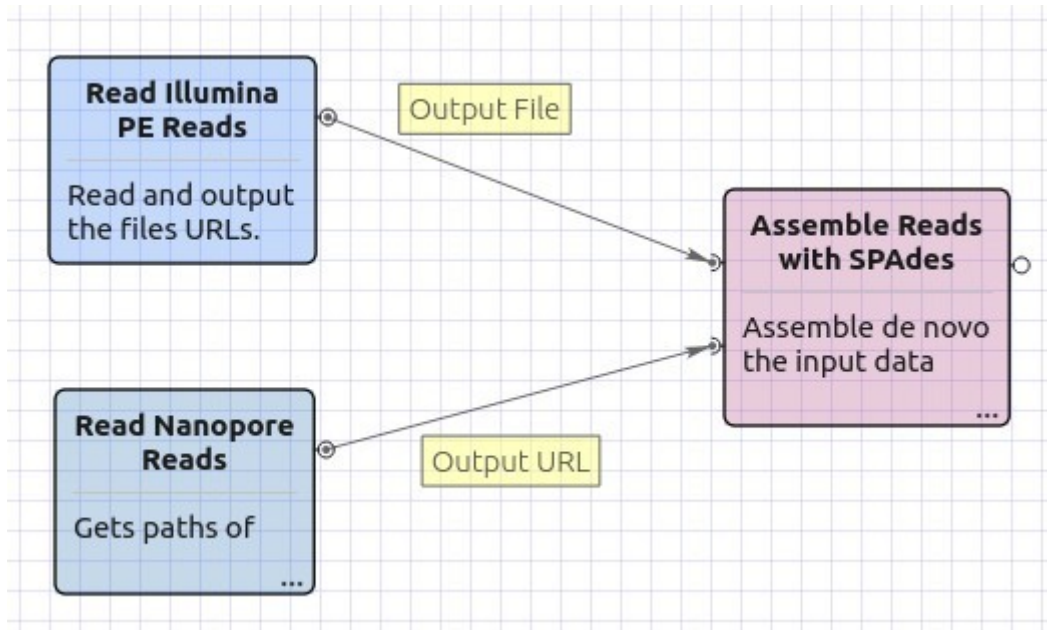 Read Illumina
PE Reads
Read and output
the files URLs.
Output File
Assemble Reads
with SPAdes
Assemble de novo
the input data
...
Read Nanopore
Reads
Gets paths of
...
Output URL